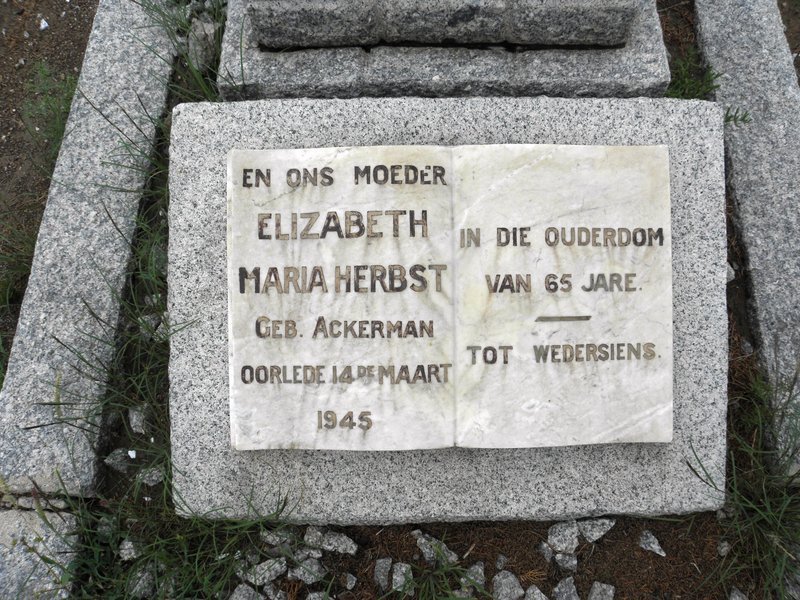 EN ONS MOEDER
ELIZABETH
MARIA HERBST
GEB. ACKERMAN
OORLEDE 14DE MAART
1945
IN DIE OUDERDOM
VAN 65 JARE.
TOT WEDERSIENS.